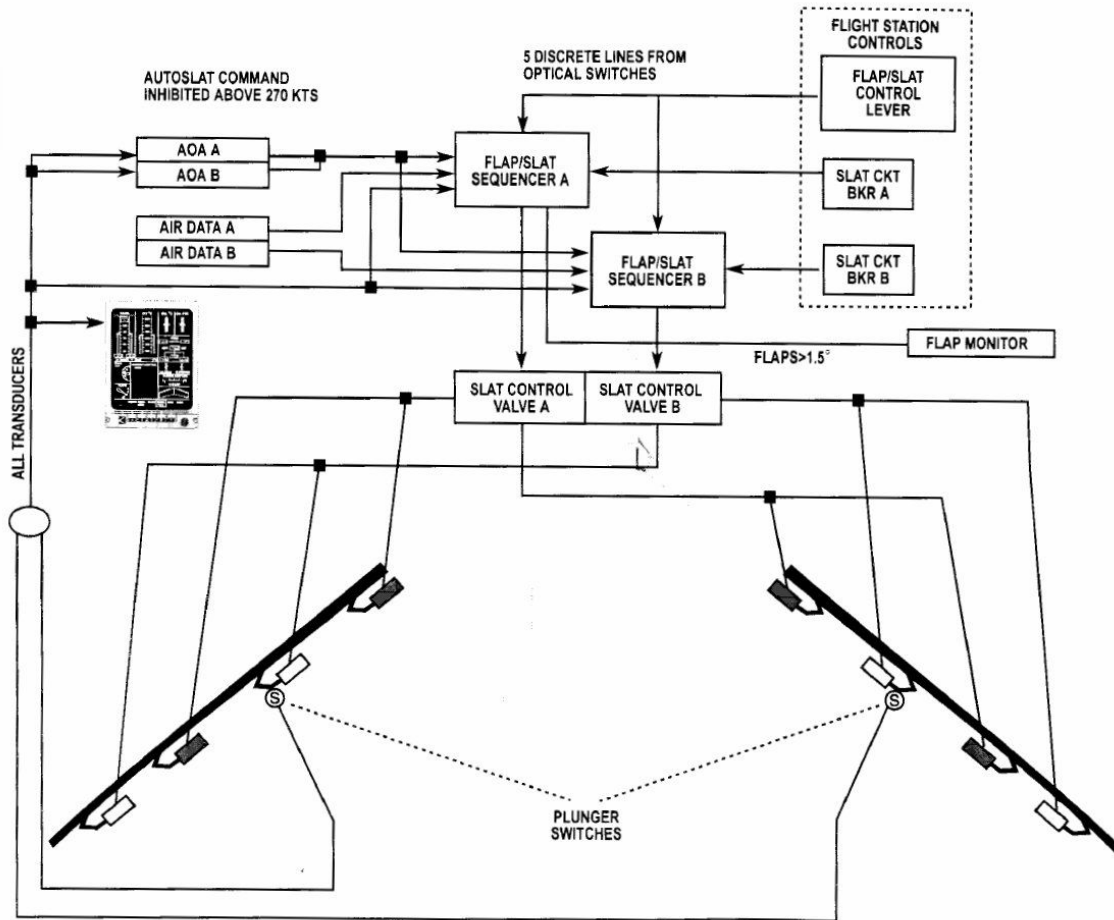 FLIGHT STATION
CONTROLS
5 DISCRETE LINES FROM
OPTICAL SWITCHES
AUTOSLAT COMMAND
INHIBITED ABOVE 270 KTS
FLAP/SLAT
CONTROL
LEVER
AOA A
AOA B
FLAP/SLAT
SEQUENCER A
SLAT CKT
BKR A
AIR DATA A
AIR DATA B
FLAP/SLAT
SEQUENCER B
SLAT CKT
BKR B
FLAP MONITOR
FLAPS>1.5°
ALL TRANSDUCERS
SLAT CONTROL
VALVE A
SLAT CONTROL
VALVE B
S
S
PLUNGER
SWITCHES